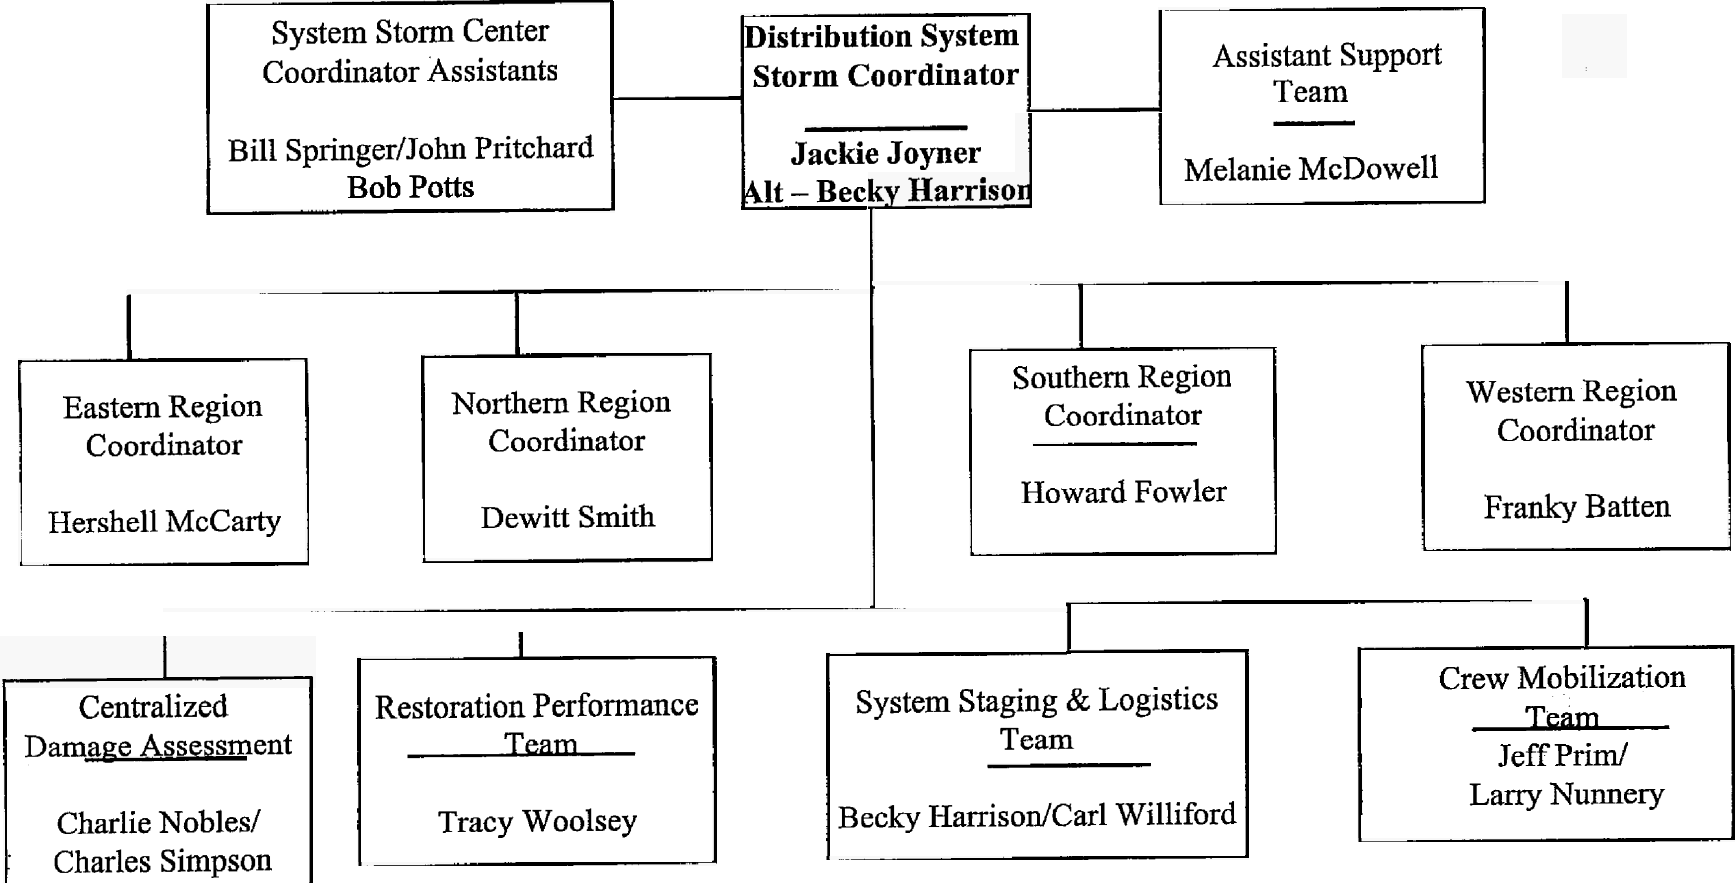 System Storm Center
Coordinator Assistants
Bill Springer/John Pritchard
Bob Potts
Distribution System
Storm Coordinator
Jackie Joyner
Alt – Becky Harrison
Assistant Support
Team
Melanie McDowell
Eastern Region
Coordinator
Hershell McCarty
Northern Region
Coordinator
Dewitt Smith
Southern Region
Coordinator
Howard Fowler
Western Region
Coordinator
Franky Batten
Centralized
Damage Assessment
Charlie Nobles/
Charles Simpson
Restoration Performance
Team
Tracy Woolsey
System Staging & Logistics
Team
Becky Harrison/Carl Williford
Crew Mobilization
Team
Jeff Prim/
Larry Nunnery